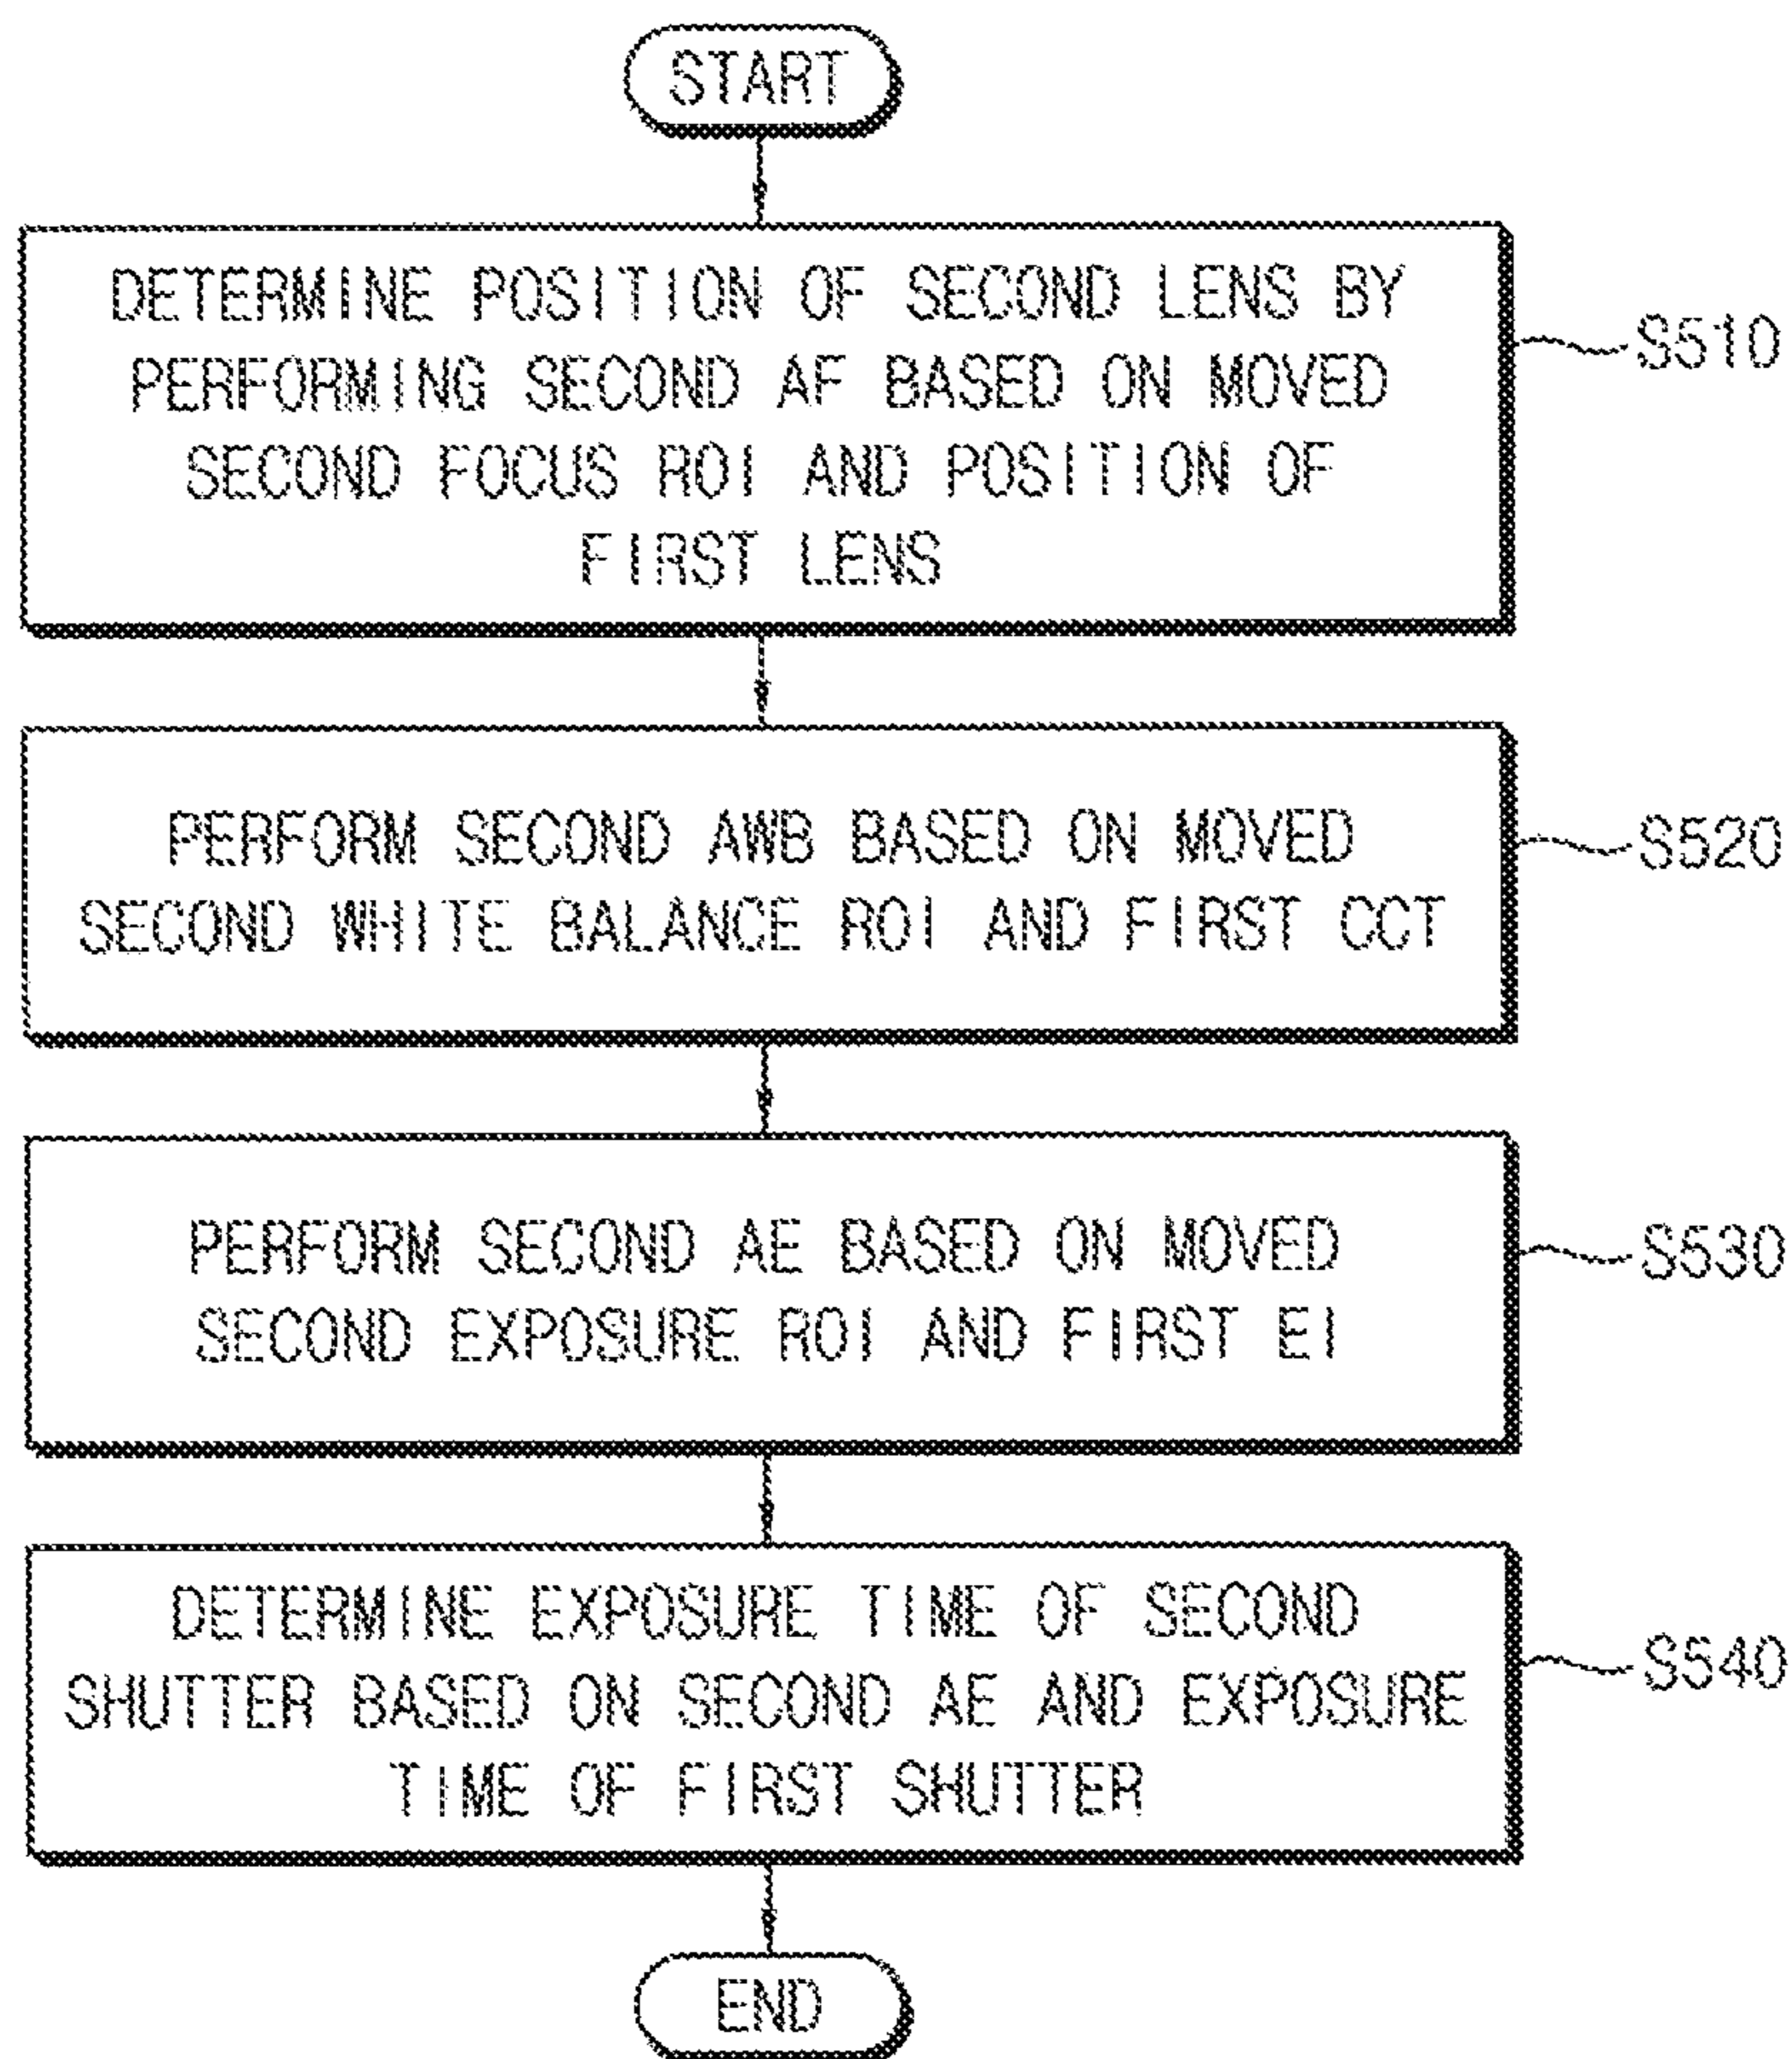 START
DETERMINE POSITION OF SECOND LENS BY
PERFORMING SECOND AF BASED ON MOVED
SECOND FOCUS ROI AND POSITION OF
FIRST LENS
S510
PERFORM SECOND AWB BASED ON MOVED
SECOND WHITE BALANCE ROI AND FIRST CCT
S520
PERFORM SECOND AE BASED ON MOVED
SECOND EXPOSURE ROI AND FIRST EI
S530
DETERMINE EXPOSURE TIME OF SECOND
SHUTTER BASED ON SECOND AE AND EXPOSURE
TIME OF FIRST SHUTTER
S540
END